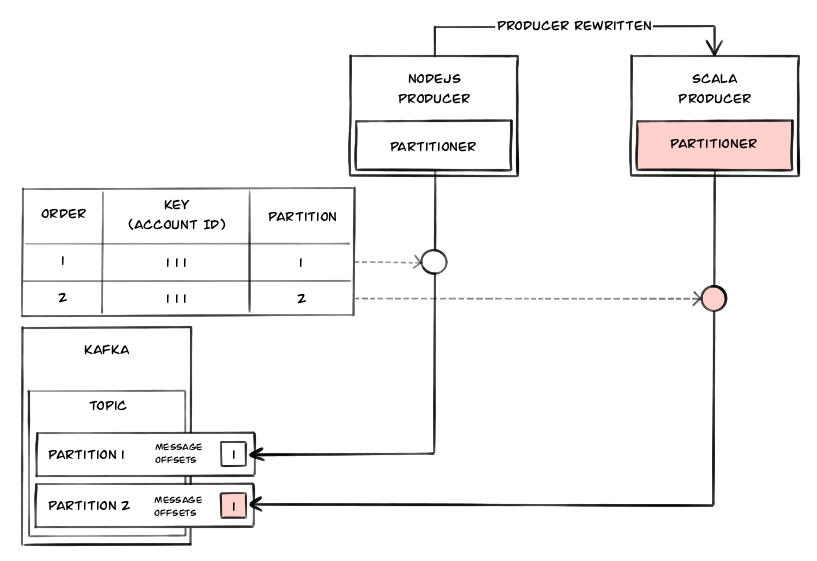 PRODUCER REWRITTEN
NODEJS
PRODUCER
PARTITIONER
SCALA
PRODUCER
PARTITIONER
ORDER
KEY
(ACCOUNT ID)
PARTITION
1
111
1
2
111
2
KAFKA
TOPIC
PARTITION 1
MESSAGE
OFFSETS
1
PARTITION 2
MESSAGE
OFFSETS
1